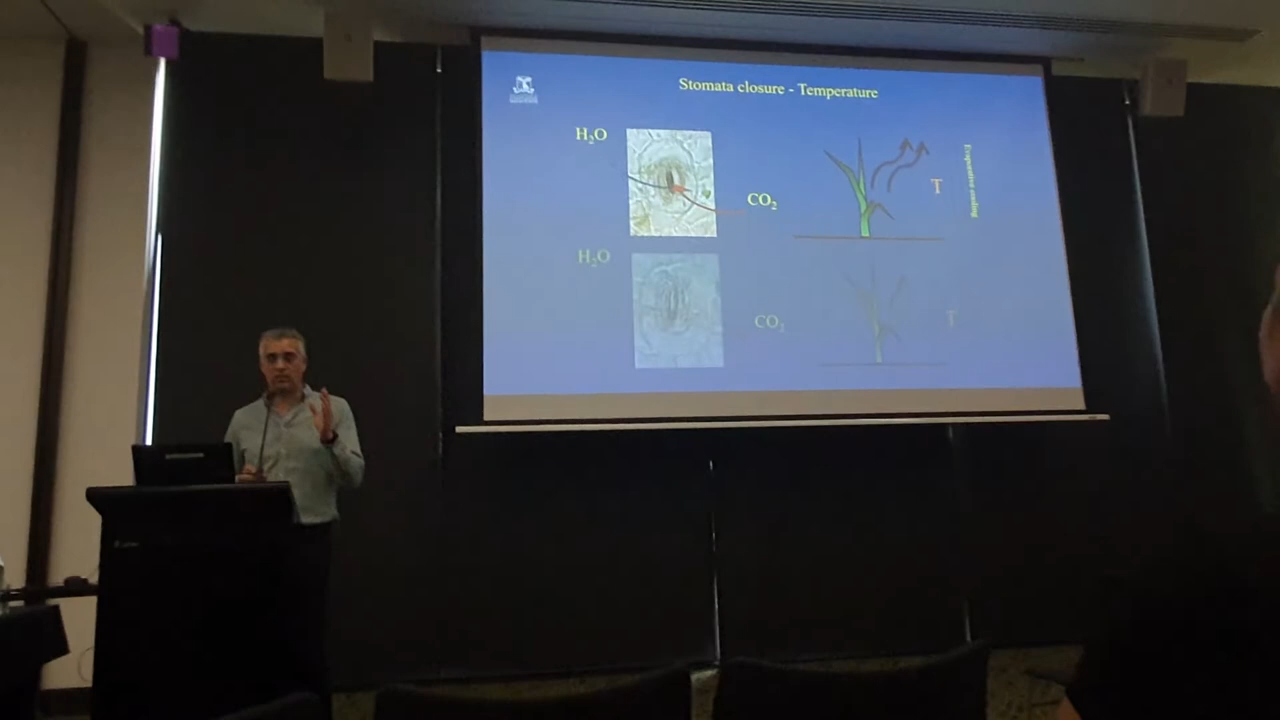 Stomata closure - Temperature
H₂O
CO₂
T
Evaporative cooling
H₂O
CO₂
T